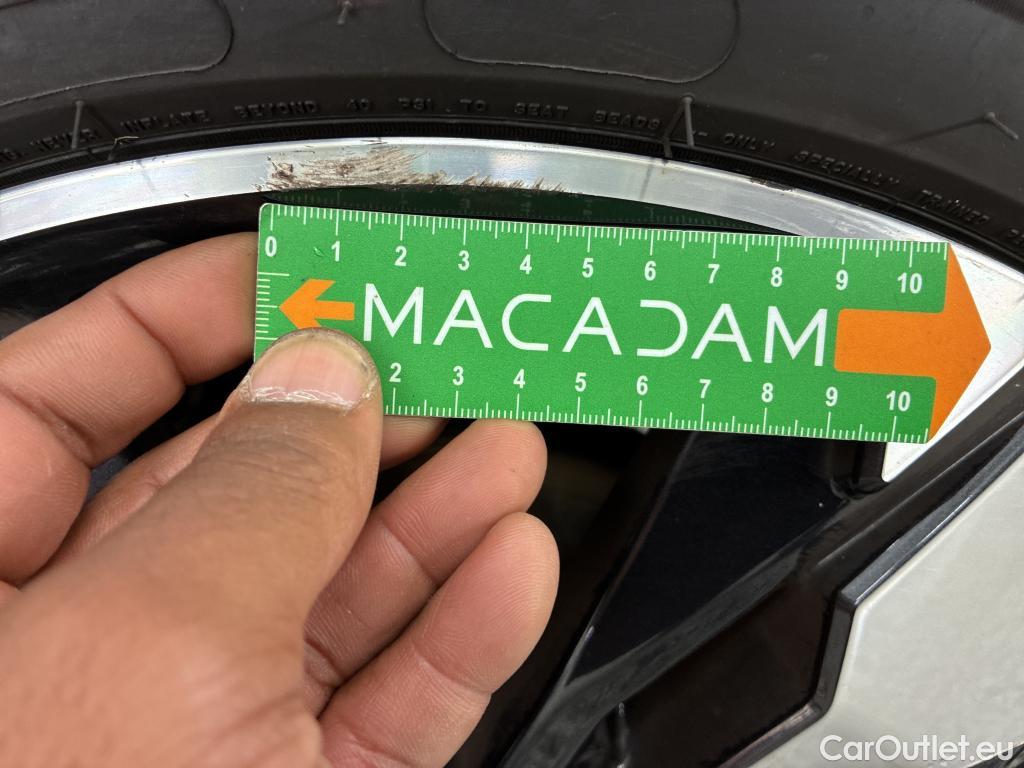 NEVER INFLATE BEYOND 40 PSI TO SEAT BEADS - ONLY SPECIALLY TRAINED
0 1 2 3 4 5 6 7 8 9 10
MACADAM
2 3 4 5 6 7 8 9 10
CarOutlet.eu